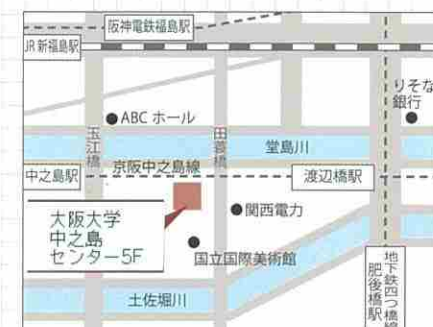 阪神電鉄福島駅
JR新福島駅
りそな
銀行
ABC ホール
玉江橋
田蓑橋
堂島川
中之島駅
京阪中之島線
渡辺橋駅
大阪大学
中之島
センター5F
関西電力
国立国際美術館
土佐堀川
地下鉄四つ橋線
肥後橋駅